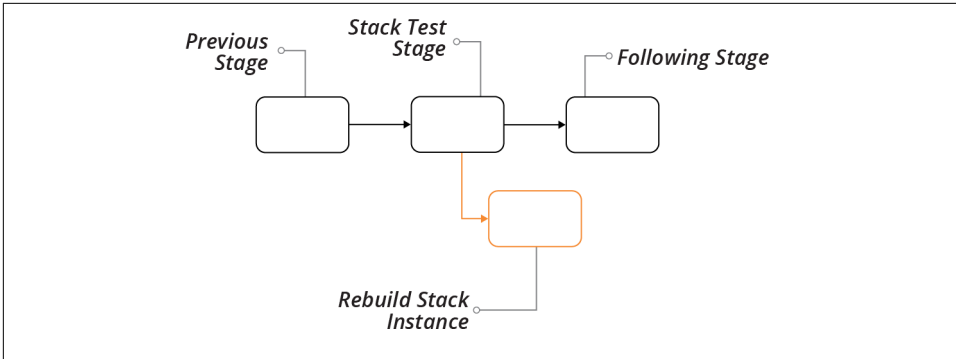 Previous
Stage
Stack Test
Stage
Following Stage
Rebuild Stack
Instance